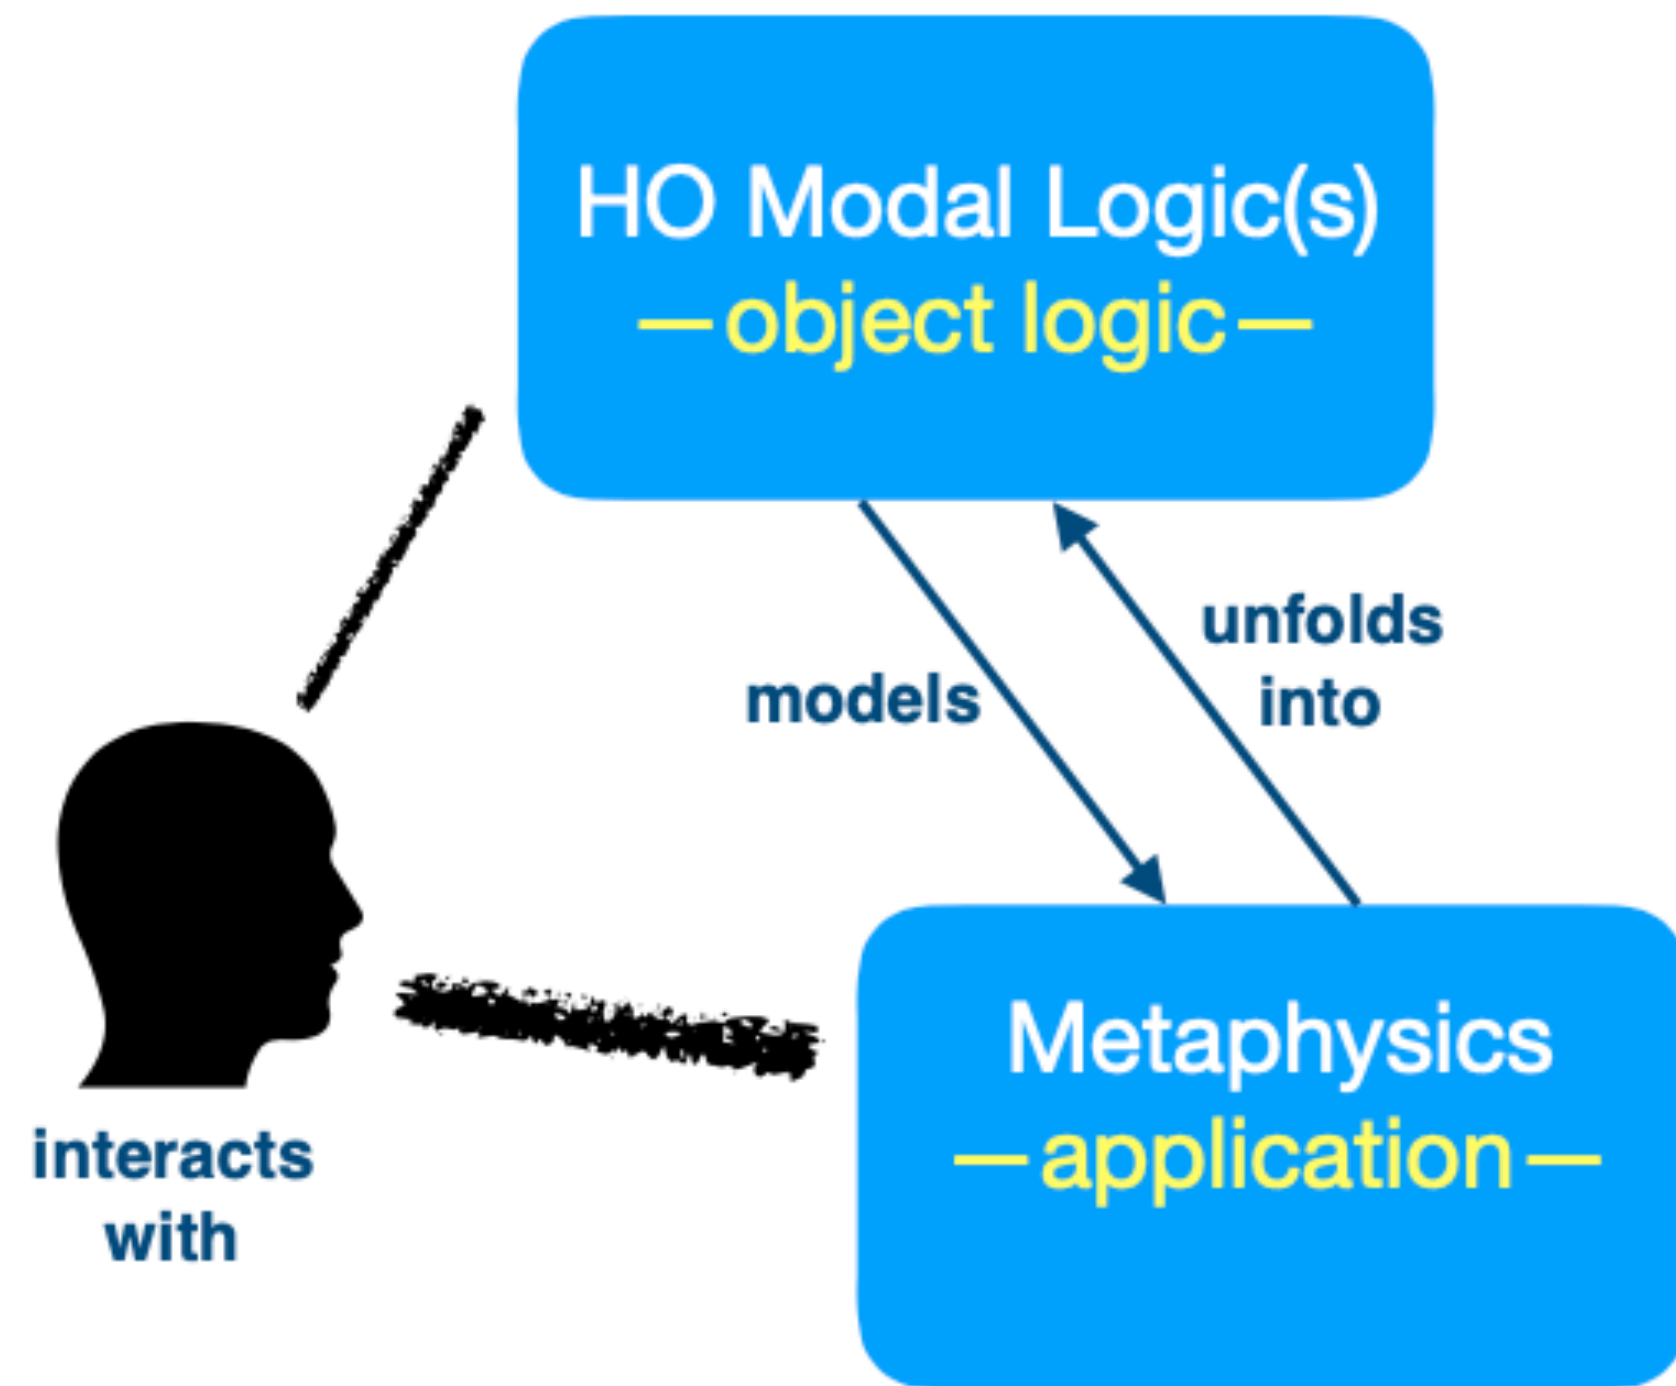 HO Modal Logic(s)
—object logic—
unfolds
into
models
Metaphysics
—application—
interacts
with